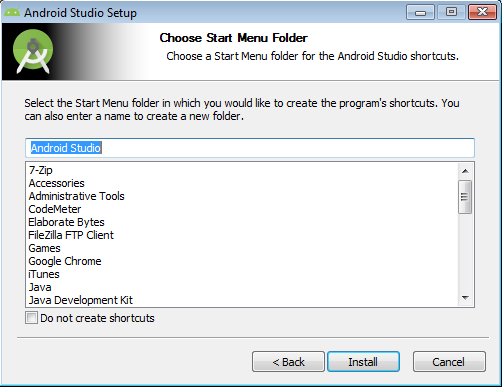 Android Studio Setup
Choose Start Menu Folder
Choose a Start Menu folder for the Android Studio shortcuts.
Select the Start Menu folder in which you would like to create the program's shortcuts. You
can also enter a name to create a new folder.
Android Studio
7-Zip
Accessories
Administrative Tools
CodeMeter
Elaborate Bytes
FileZilla FTP Client
Games
Google Chrome
iTunes
Java
Java Development Kit
Do not create shortcuts
< Back
Install
Cancel